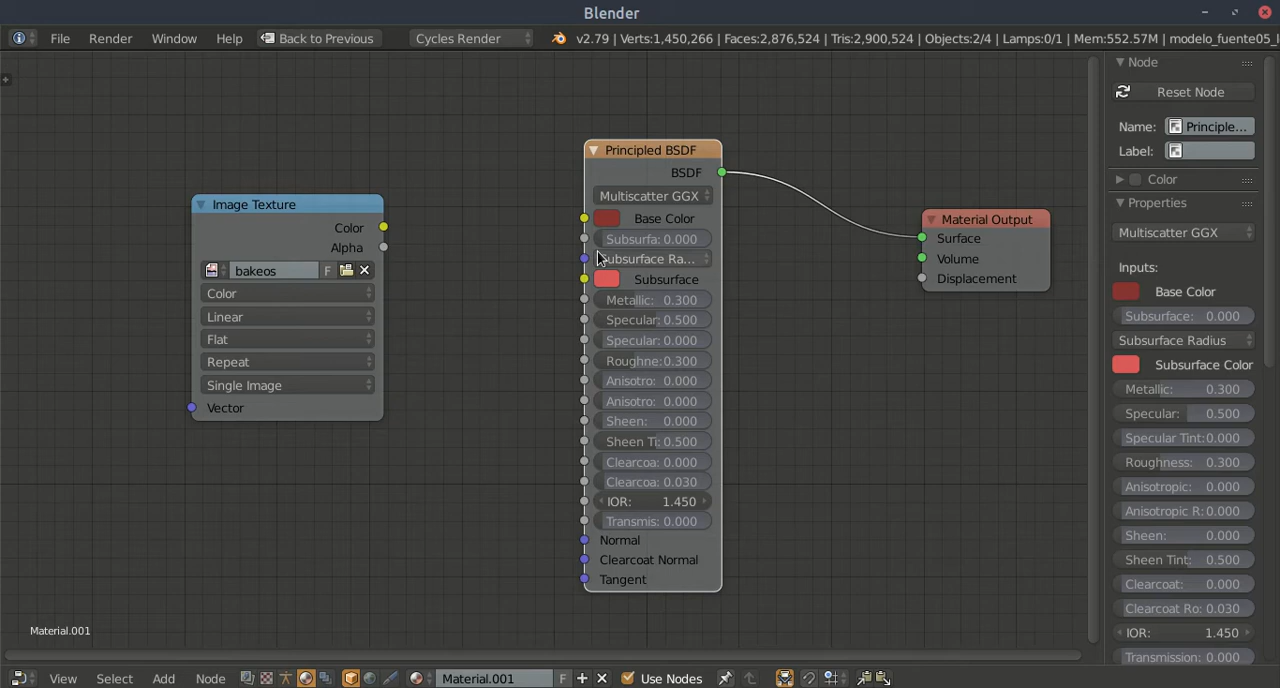 Blender
File Render Window Help Back to Previous Cycles Render v2.79 | Verts:1,450,266 | Faces:2,876,524 | Tris:2,900,524 | Objects:2/4 | Lamps:0/1 | Mem:552.57M | modelo_fuente05_
Image Texture
Color
Alpha
bakeos F
Color
Linear
Flat
Repeat
Single Image
Vector
Principled BSDF
BSDF
Multiscatter GGX
Base Color
Subsurfa: 0.000
Subsurface Ra...
Subsurface
Metallic: 0.300
Specular: 0.500
Specular: 0.000
Roughne: 0.300
Anisotro: 0.000
Anisotro: 0.000
Sheen: 0.000
Sheen Ti: 0.500
Clearcoa: 0.000
Clearcoa: 0.030
IOR: 1.450
Transmis: 0.000
Normal
Clearcoat Normal
Tangent
Material Output
Surface
Volume
Displacement
Node
Reset Node
Name: Principle...
Label:
Color
Properties
Multiscatter GGX
Inputs:
Base Color
Subsurface: 0.000
Subsurface Radius
Subsurface Color
Metallic: 0.300
Specular: 0.500
Specular Tint: 0.000
Roughness: 0.300
Anisotropic: 0.000
Anisotropic R: 0.000
Sheen: 0.000
Sheen Tint: 0.500
Clearcoat: 0.000
Clearcoat Ro: 0.030
IOR: 1.450
Transmission: 0.000
Material.001
View Select Add Node Material.001 F Use Nodes